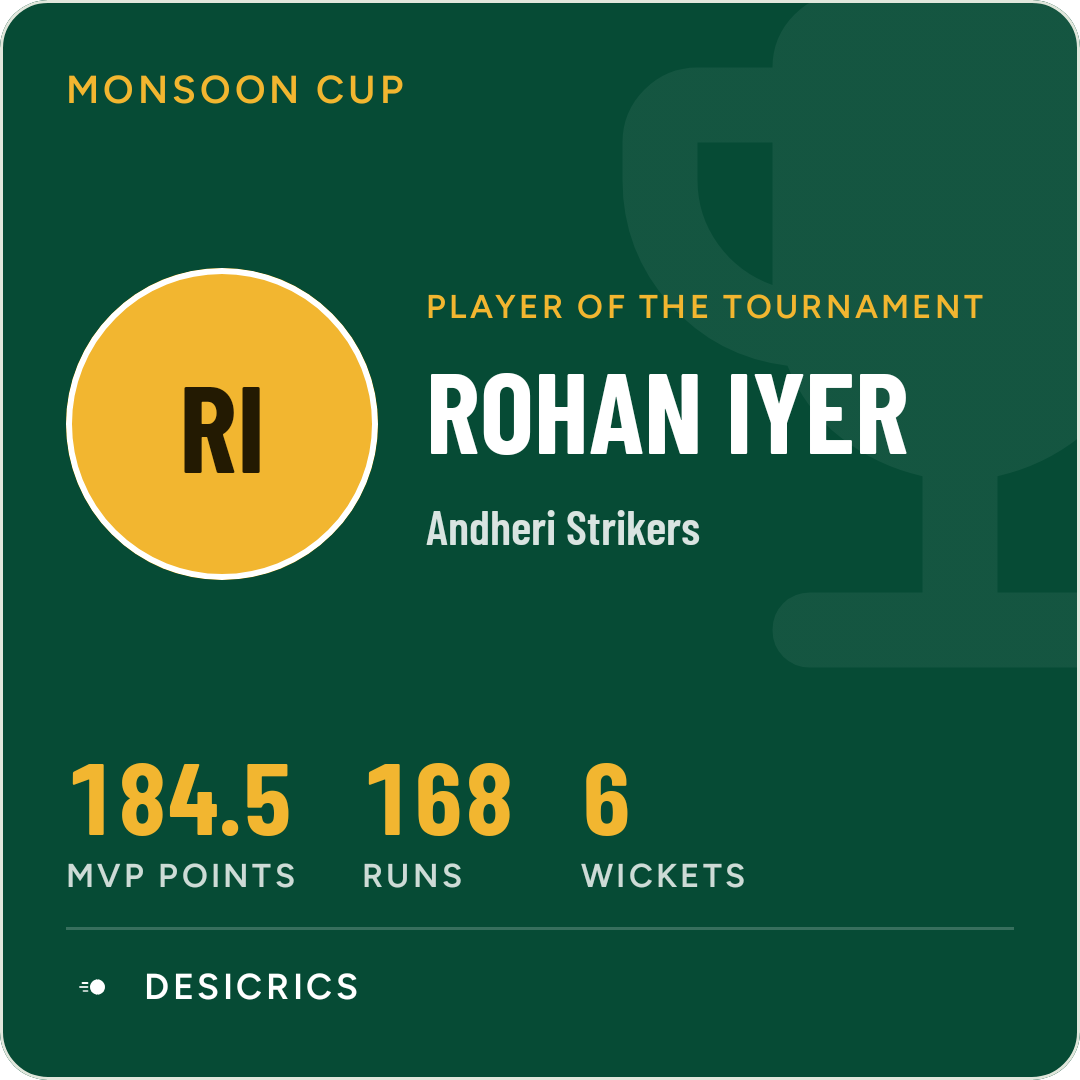 MONSOON CUP
RI
PLAYER OF THE TOURNAMENT
ROHAN IYER
Andheri Strikers
184.5 168 6
MVP POINTS RUNS WICKETS
DESICRICS